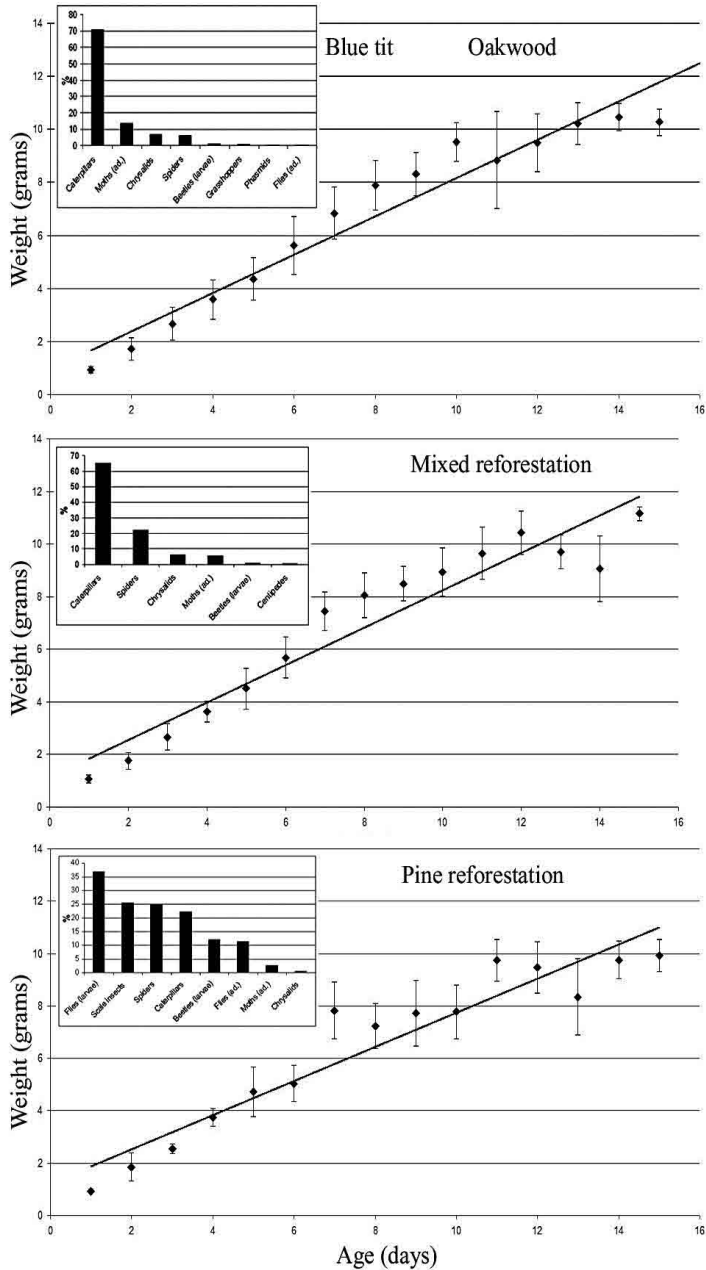 Blue tit Oakwood
Weight (grams)
14
12
10
8
6
4
2
0
0 2 4 6 8 10 12 14 16
%
80
70
60
50
40
30
20
10
0
Caterpillars
Moths (ad.)
Chrysalids
Spiders
Beetles (larvae)
Grasshoppers
Phasmids
Flies (ad.)
Mixed reforestation
Weight (grams)
14
12
10
8
6
4
2
0
0 2 4 6 8 10 12 14 16
%
70
60
50
40
30
20
10
0
Caterpillars
Spiders
Chrysalids
Moths (ad.)
Beetles (larvae)
Centipedes
Pine reforestation
Weight (grams)
14
12
10
8
6
4
2
0
0 2 4 6 8 10 12 14 16
%
40
35
30
25
20
15
10
5
0
Flies (larvae)
Scale insects
Spiders
Caterpillars
Beetles (larvae)
Flies (ad.)
Moths (ad.)
Chrysalids
Age (days)